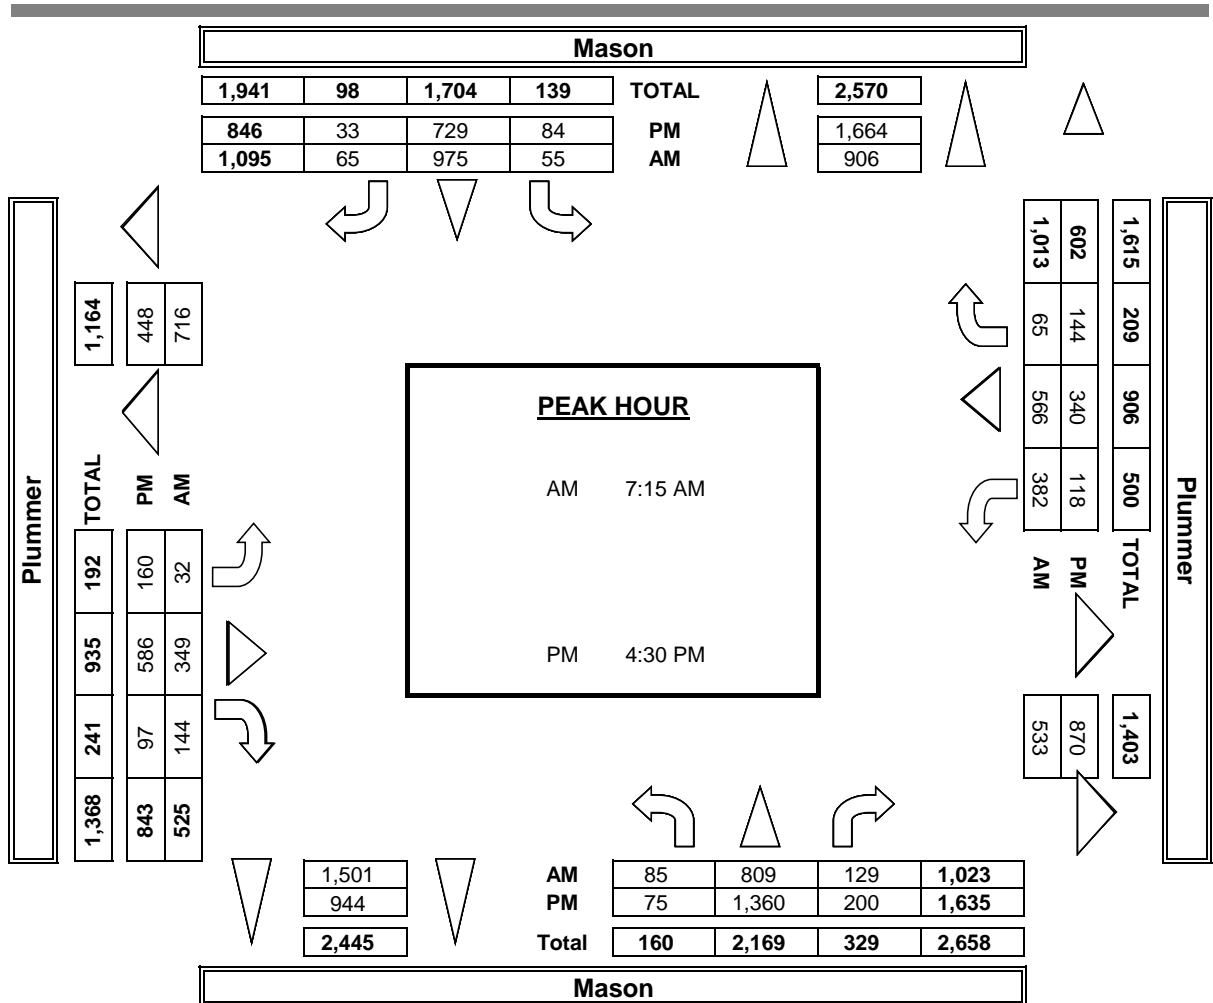 Mason
1,941 98 1,704 139 TOTAL 2,570
846 33 729 84 PM 1,664
1,095 65 975 55 AM 906
Plummer
1,164
448
716
TOTAL
PM
AM
192 935 241 1,368
160 586 97 843
32 349 144 525
PEAK HOUR
AM 7:15 AM
PM 4:30 PM
1,615 209 906 500 TOTAL
602 144 340 118 PM
1,013 65 566 382 AM
1,403
870
533
Plummer
1,501 AM 85 809 129 1,023
944 PM 75 1,360 200 1,635
2,445 Total 160 2,169 329 2,658
Mason